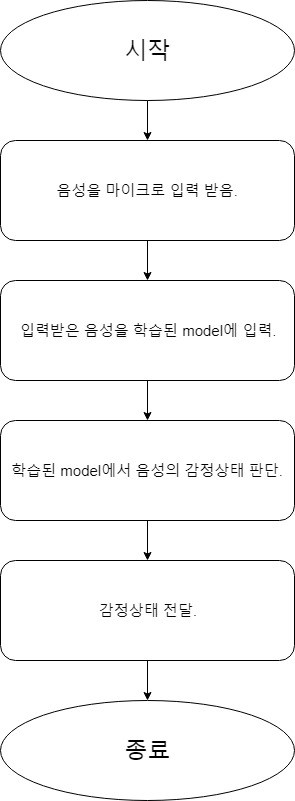 시작
음성을 마이크로 입력 받음.
입력받은 음성을 학습된 model에 입력.
학습된 model에서 음성의 감정상태 판단.
감정상태 전달.
종료